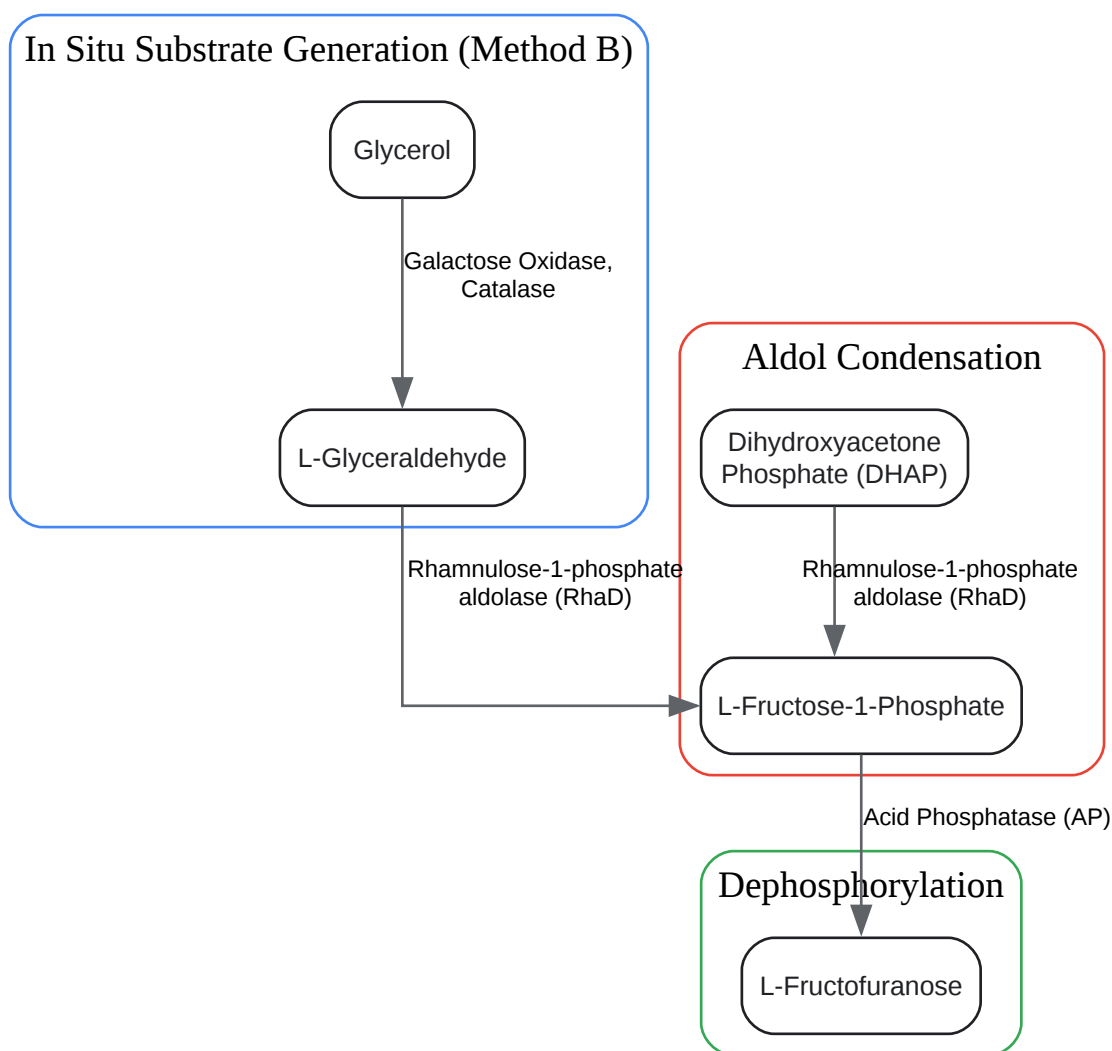 In Situ Substrate Generation (Method B)
Glycerol
Galactose Oxidase,
Catalase
L-Glyceraldehyde
Aldol Condensation
Dihydroxyacetone
Phosphate (DHAP)
Rhamnulose-1-phosphate
aldolase (RhaD)
Rhamnulose-1-phosphate
aldolase (RhaD)
L-Fructose-1-Phosphate
Acid Phosphatase (AP)
Dephosphorylation
L-Fructofuranose